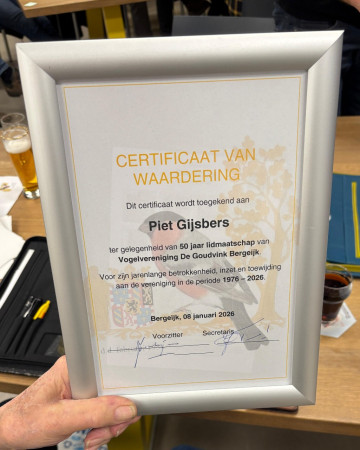 CERTIFICAAT VAN
WAARDERING
Dit certificaat wordt toegekend aan
Piet Gijsbers
ter gelegenheid van 50 jaar lidmaatschap van
Vogelvereniging De Goudvink Bergeijk.
Voor zijn jarenlange betrokkenheid, inzet en toewijding
aan de vereniging in de periode 1976 – 2026.
Bergeijk, 08 januari 2026
Voorzitter Secretaris